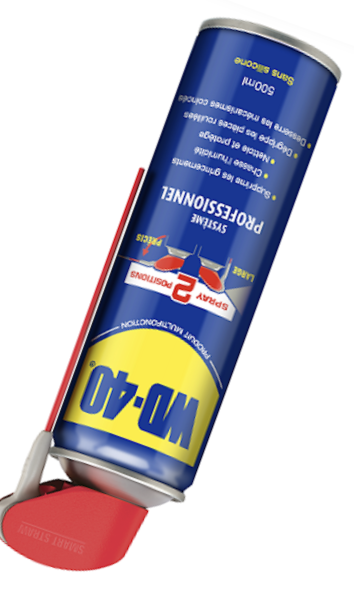 SMART STRAW
WD-40®
PRODUIT MULTIFONCTION
SPRAY 2 POSITIONS
LARGE
PRÉCIS
SYSTÈME
PROFESSIONNEL
• Supprime les grincements
• Chasse l'humidité
• Nettoie et protège
• Dégrippe les pièces rouillées
• Desserre les mécanismes coincés
500ml
Sans silicone